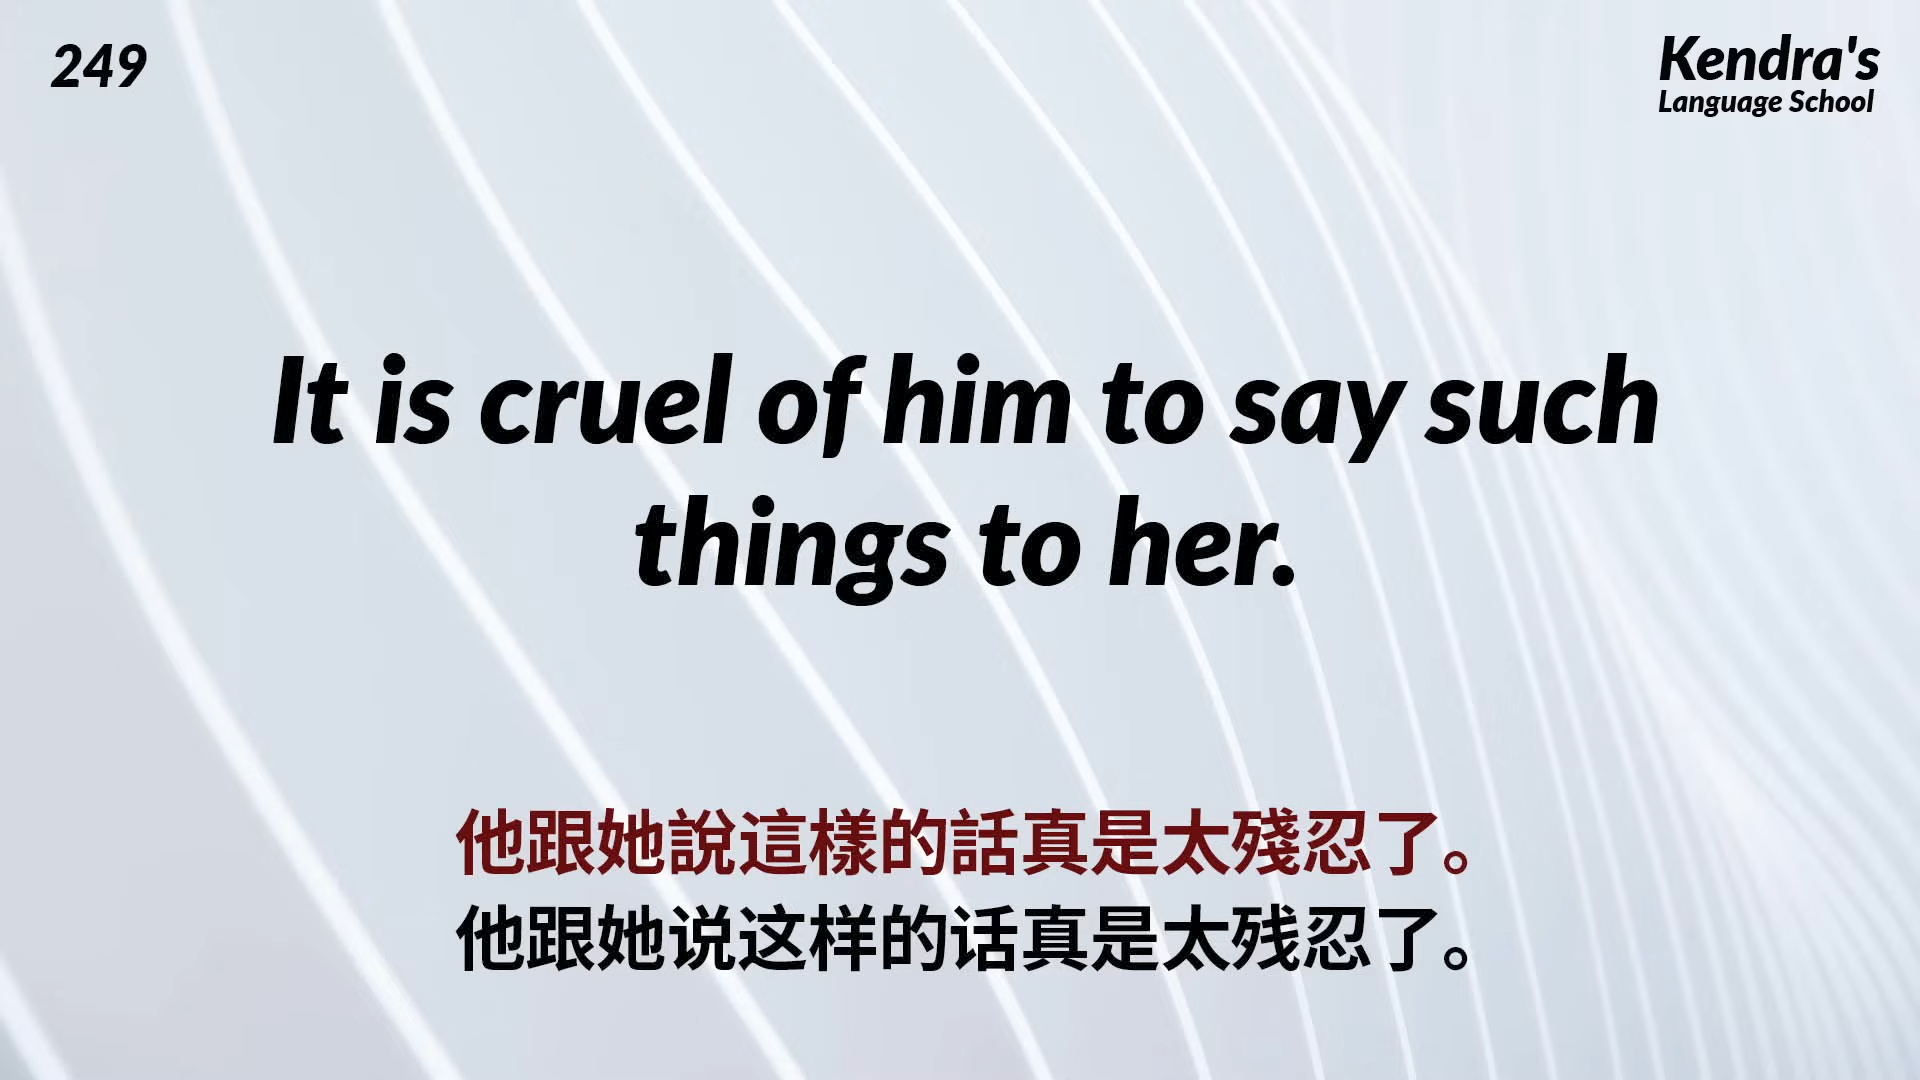 249
Kendra's
Language School
It is cruel of him to say such
things to her.
他跟她說這樣的話真是太殘忍了。
他跟她说这样的话真是太残忍了。